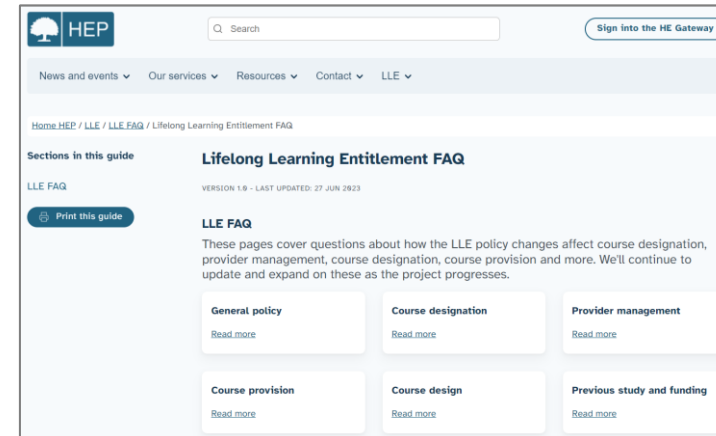 HEP
Search
Sign into the HE Gateway
News and events
Our services
Resources
Contact
LLE
Home HEP / LLE / LLE FAQ / Lifelong Learning Entitlement FAQ
Sections in this guide
LLE FAQ
Print this guide
Lifelong Learning Entitlement FAQ
VERSION 1.0 - LAST UPDATED: 27 JUN 2023
LLE FAQ
These pages cover questions about how the LLE policy changes affect course designation,
provider management, course designation, course provision and more. We'll continue to
update and expand on these as the project progresses.
General policy
Read more
Course designation
Read more
Provider management
Read more
Course provision
Read more
Course design
Read more
Previous study and funding
Read more